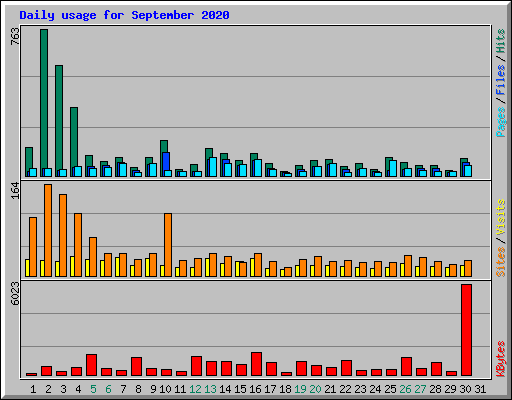 Daily usage for September 2020
763
Pages / Files / Hits
164
Sites / Visits
6023
KBytes
1 2 3 4 5 6 7 8 9 10 11 12 13 14 15 16 17 18 19 20 21 22 23 24 25 26 27 28 29 30 31